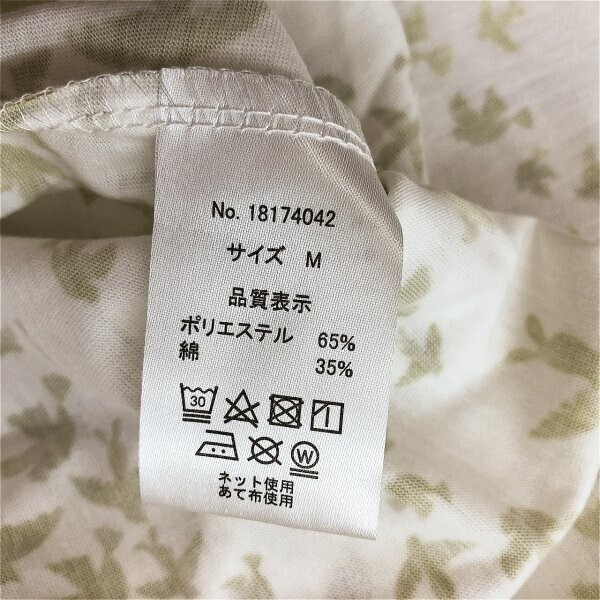 No. 18174042
サイズ M
品質表示
ポリエステル 65%
綿 35%
30
W
ネット使用
あて布使用